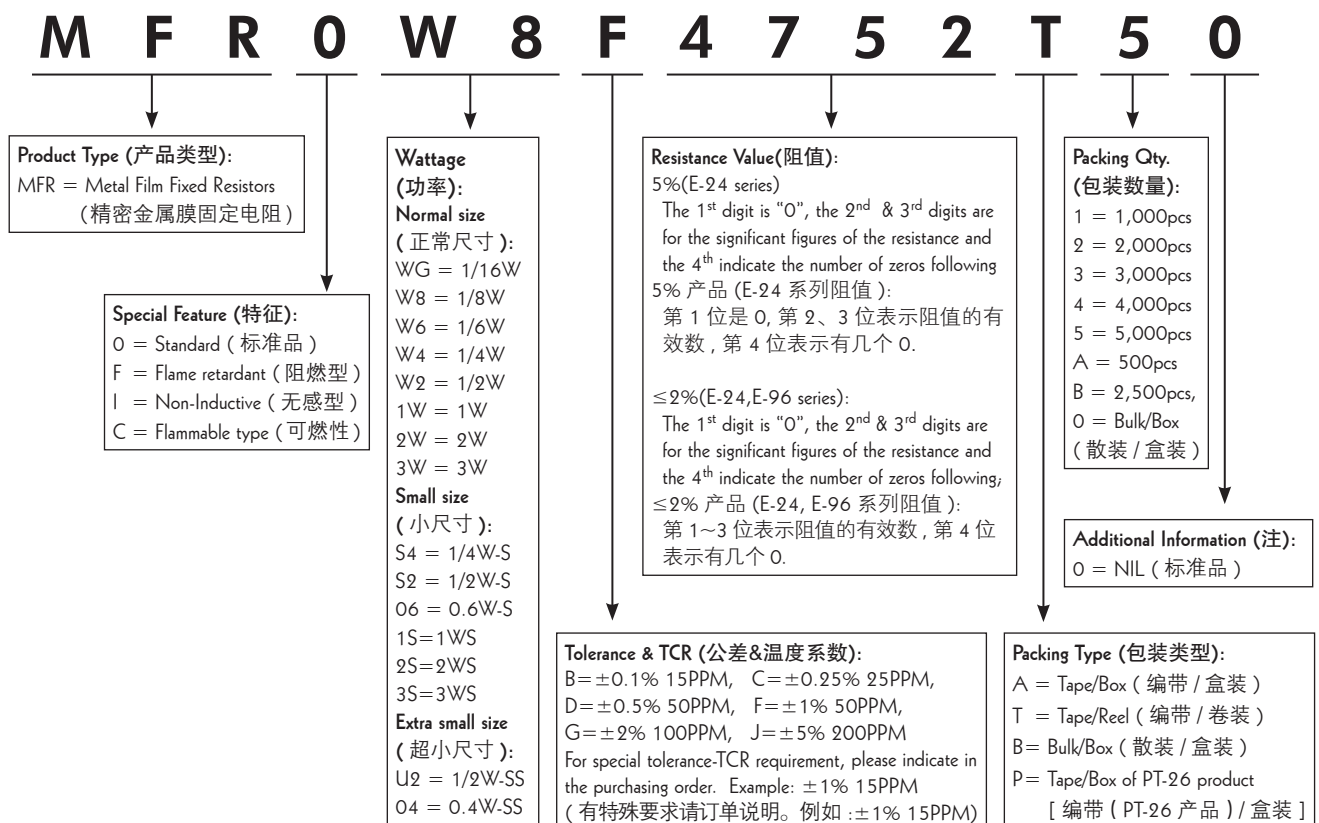 M F R 0 W 8 F 4 7 5 2 T 5 0
Product Type (产品类型):
MFR = Metal Film Fixed Resistors
(精密金属膜固定电阻)
Special Feature (特征):
0 = Standard ( 标准品 )
F = Flame retardant ( 阻燃型 )
I = Non-Inductive ( 无感型 )
C = Flammable type ( 可燃性 )
Wattage
(功率):
Normal size
( 正常尺寸 ):
WG = 1/16W
W8 = 1/8W
W6 = 1/6W
W4 = 1/4W
W2 = 1/2W
1W = 1W
2W = 2W
3W = 3W
Small size
( 小尺寸 ):
S4 = 1/4W-S
S2 = 1/2W-S
06 = 0.6W-S
1S=1WS
2S=2WS
3S=3WS
Extra small size
( 超小尺寸 ):
U2 = 1/2W-SS
04 = 0.4W-SS
Tolerance & TCR (公差&温度系数):
B=±0.1% 15PPM, C=±0.25% 25PPM,
D=±0.5% 50PPM, F=±1% 50PPM,
G=±2% 100PPM, J=±5% 200PPM
For special tolerance-TCR requirement, please indicate in
the purchasing order. Example: ±1% 15PPM
( 有特殊要求请订单说明。例如 :±1% 15PPM)
Resistance Value(阻值):
5%(E-24 series)
The 1st digit is "0", the 2nd & 3rd digits are
for the significant figures of the resistance and
the 4th indicate the number of zeros following
5% 产品 (E-24 系列阻值 ):
第 1 位是 0, 第 2、3 位表示阻值的有
效数 , 第 4 位表示有几个 0.
≤2%(E-24,E-96 series):
The 1st digit is "0", the 2nd & 3rd digits are
for the significant figures of the resistance and
the 4th indicate the number of zeros following;
≤2% 产品 (E-24, E-96 系列阻值 ):
第 1~3 位表示阻值的有效数 , 第 4 位
表示有几个 0.
Packing Type (包装类型):
A = Tape/Box ( 编带 / 盒装 )
T = Tape/Reel ( 编带 / 卷装 )
B= Bulk/Box ( 散装 / 盒装 )
P= Tape/Box of PT-26 product
[ 编带 ( PT-26 产品 ) / 盒装 ]
Packing Qty.
(包装数量):
1 = 1,000pcs
2 = 2,000pcs
3 = 3,000pcs
4 = 4,000pcs
5 = 5,000pcs
A = 500pcs
B = 2,500pcs,
0 = Bulk/Box
( 散装 / 盒装 )
Additional Information (注):
0 = NIL ( 标准品 )